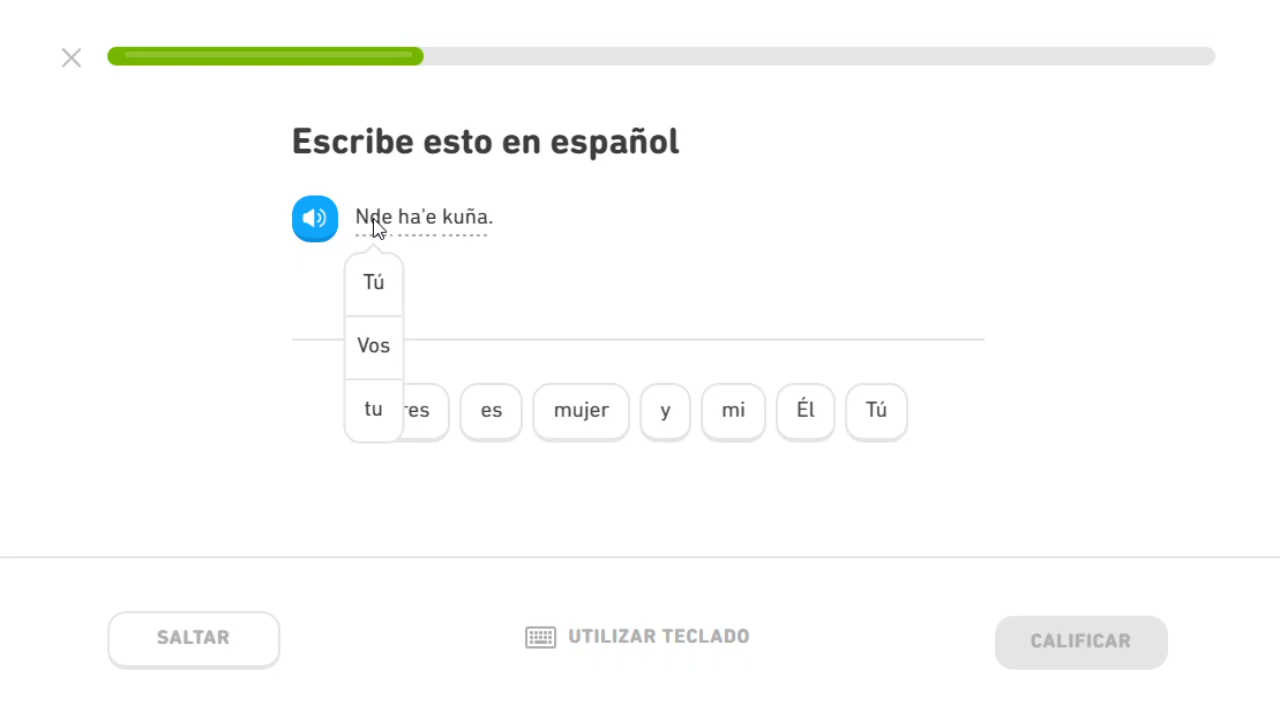 Escribe esto en español
Nde ha'e kuña.
Tú
Vos
tu
res es mujer y mi Él Tú
SALTAR UTILIZAR TECLADO CALIFICAR